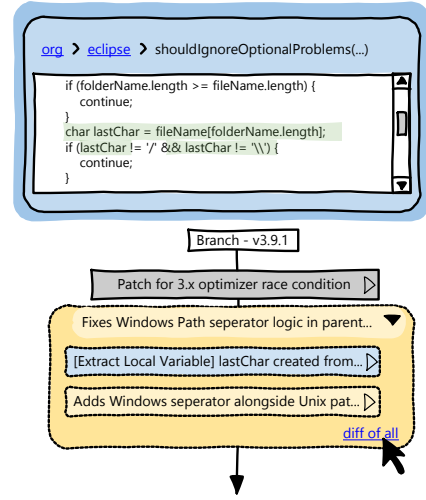 org > eclipse > shouldIgnoreOptionalProblems(...)
if (folderName.length >= fileName.length) {
continue;
}
char lastChar = fileName[folderName.length];
if (lastChar != '/' && lastChar != '\\') {
continue;
}
Branch - v3.9.1
Patch for 3.x optimizer race condition
Fixes Windows Path seperator logic in parent...
[Extract Local Variable] lastChar created from...
Adds Windows seperator alongside Unix pat...
diff of all